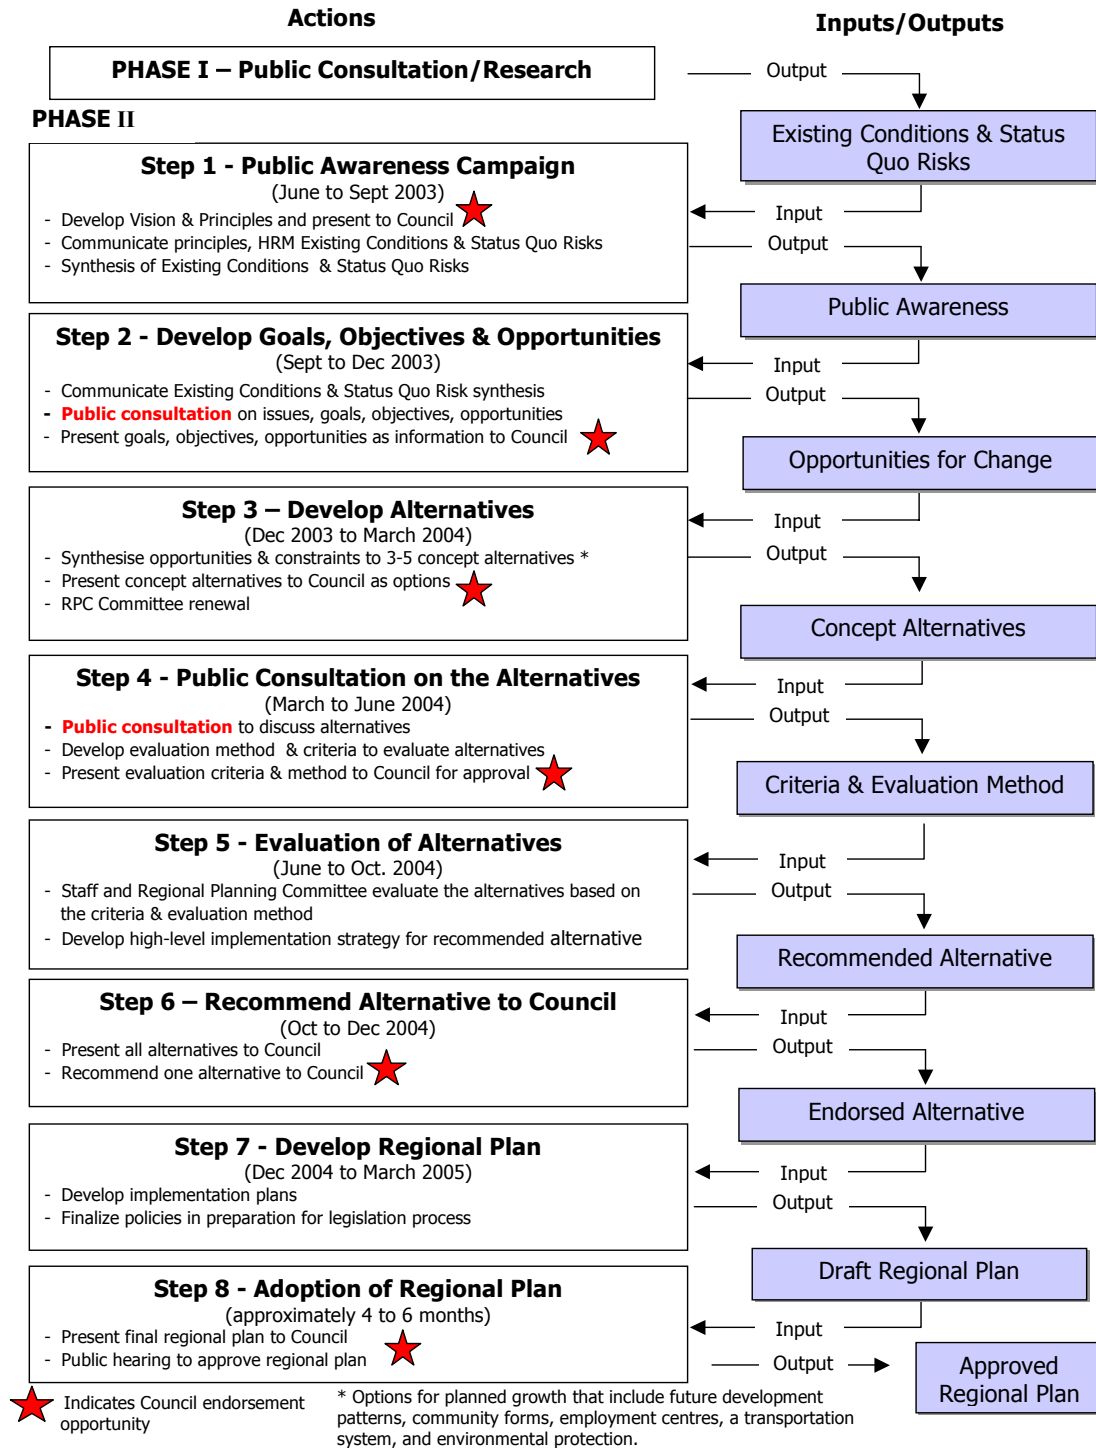 Actions
Inputs/Outputs
PHASE I – Public Consultation/Research
Output
PHASE II
Existing Conditions & Status
Quo Risks
Step 1 - Public Awareness Campaign
(June to Sept 2003)
- Develop Vision & Principles and present to Council
- Communicate principles, HRM Existing Conditions & Status Quo Risks
- Synthesis of Existing Conditions & Status Quo Risks
Input
Output
Public Awareness
Step 2 - Develop Goals, Objectives & Opportunities
(Sept to Dec 2003)
- Communicate Existing Conditions & Status Quo Risk synthesis
- Public consultation on issues, goals, objectives, opportunities
- Present goals, objectives, opportunities as information to Council
Input
Output
Opportunities for Change
Step 3 – Develop Alternatives
(Dec 2003 to March 2004)
- Synthesise opportunities & constraints to 3-5 concept alternatives *
- Present concept alternatives to Council as options
- RPC Committee renewal
Input
Output
Concept Alternatives
Step 4 - Public Consultation on the Alternatives
(March to June 2004)
- Public consultation to discuss alternatives
- Develop evaluation method & criteria to evaluate alternatives
- Present evaluation criteria & method to Council for approval
Input
Output
Criteria & Evaluation Method
Step 5 - Evaluation of Alternatives
(June to Oct. 2004)
- Staff and Regional Planning Committee evaluate the alternatives based on
the criteria & evaluation method
- Develop high-level implementation strategy for recommended alternative
Input
Output
Recommended Alternative
Step 6 – Recommend Alternative to Council
(Oct to Dec 2004)
- Present all alternatives to Council
- Recommend one alternative to Council
Input
Output
Endorsed Alternative
Step 7 - Develop Regional Plan
(Dec 2004 to March 2005)
- Develop implementation plans
- Finalize policies in preparation for legislation process
Input
Output
Draft Regional Plan
Step 8 - Adoption of Regional Plan
(approximately 4 to 6 months)
- Present final regional plan to Council
- Public hearing to approve regional plan
Input
Output
Approved
Regional Plan
Indicates Council endorsement
opportunity
* Options for planned growth that include future development
patterns, community forms, employment centres, a transportation
system, and environmental protection.